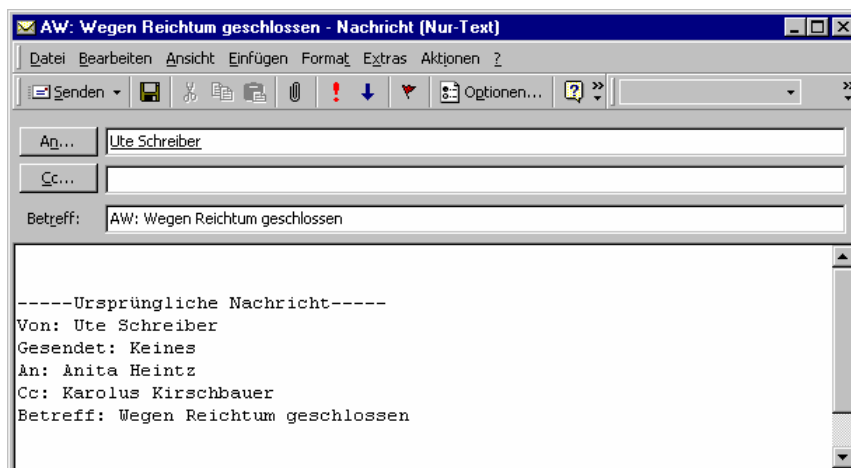 AW: Wegen Reichtum geschlossen - Nachricht (Nur-Text)
Datei Bearbeiten Ansicht Einfügen Format Extras Aktionen ?
Senden Optionen...
An... Ute Schreiber
Cc...
Betreff: AW: Wegen Reichtum geschlossen
-----Ursprüngliche Nachricht-----
Von: Ute Schreiber
Gesendet: Keines
An: Anita Heintz
Cc: Karolus Kirschbauer
Betreff: Wegen Reichtum geschlossen